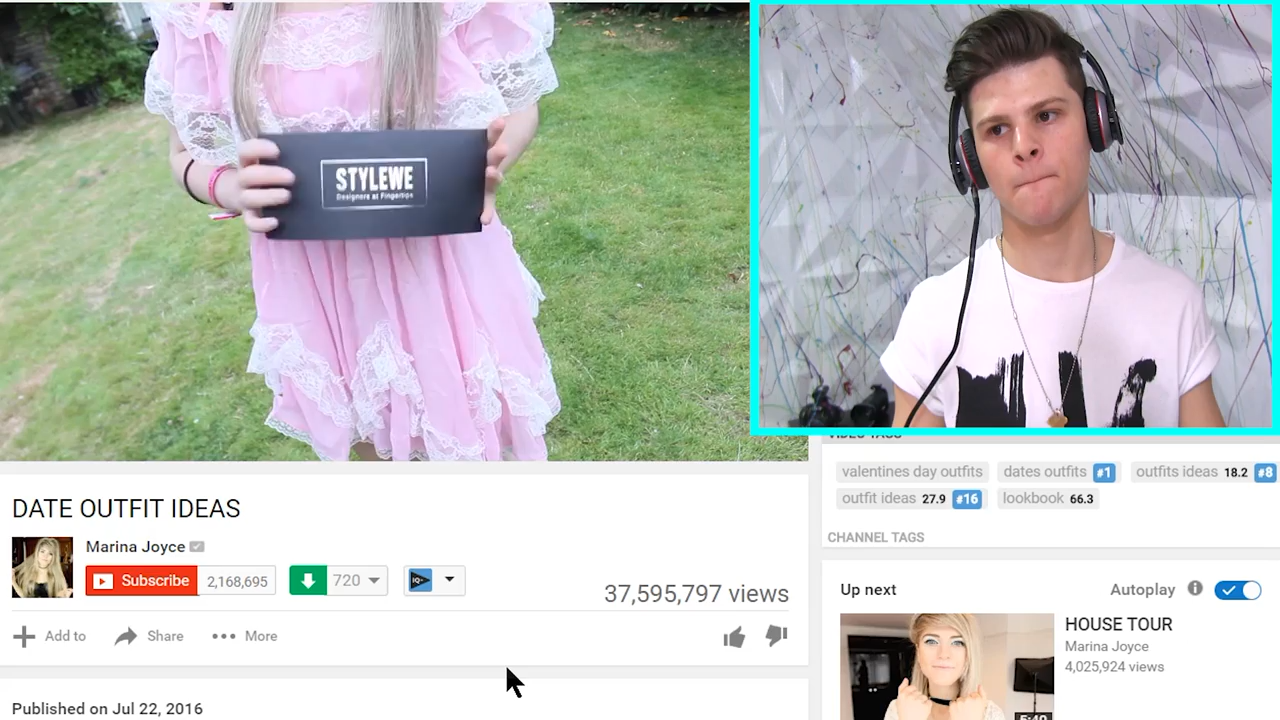 STYLEWE
Designers at Fingertips
DATE OUTFIT IDEAS
Marina Joyce
Subscribe 2,168,695
720
IQ
37,595,797 views
Add to Share More
Published on Jul 22, 2016
VIDEO TAGS
valentines day outfits dates outfits #1 outfits ideas 18.2 #8
outfit ideas 27.9 #16 lookbook 66.3
CHANNEL TAGS
Up next Autoplay
HOUSE TOUR
Marina Joyce
4,025,924 views
5:40